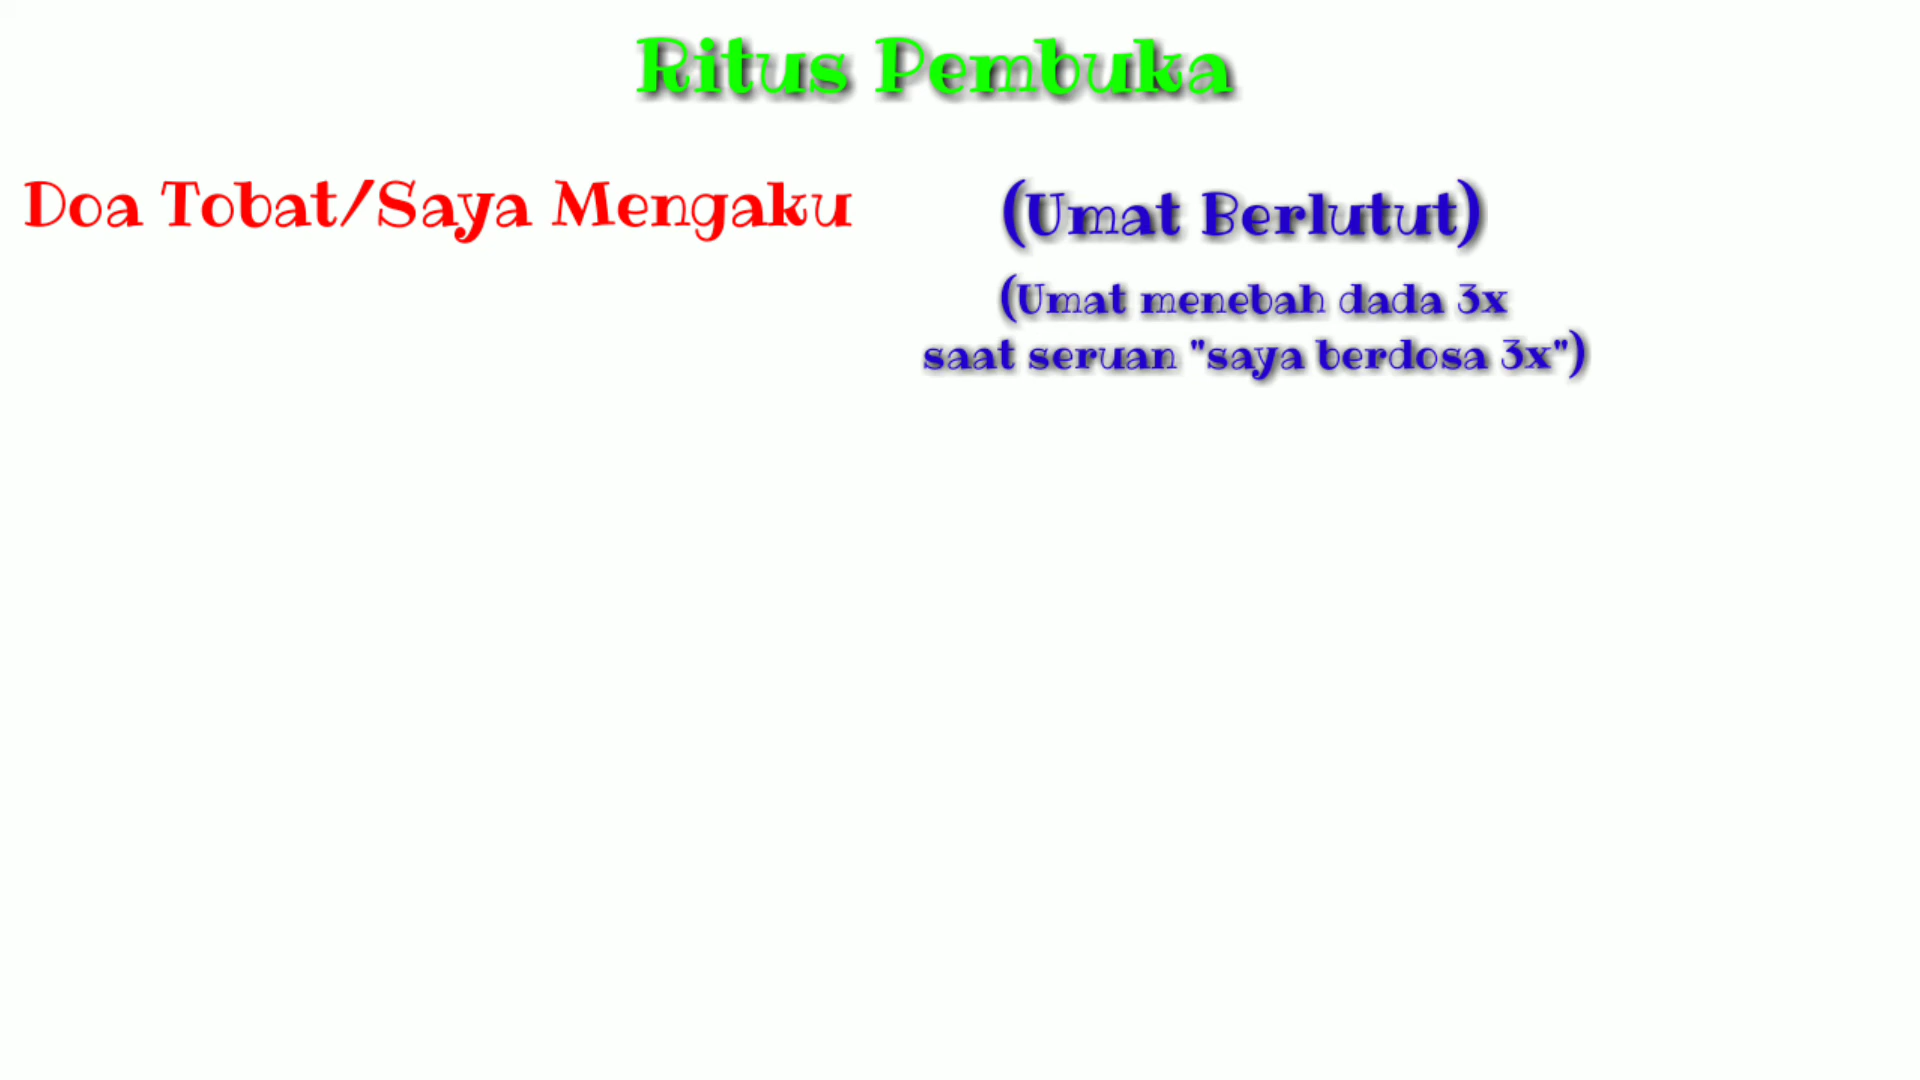 Ritus Pembuka
Doa Tobat/Saya Mengaku
(Umat Berlutut)
(Umat menebah dada 3x
saat seruan "saya berdosa 3x")